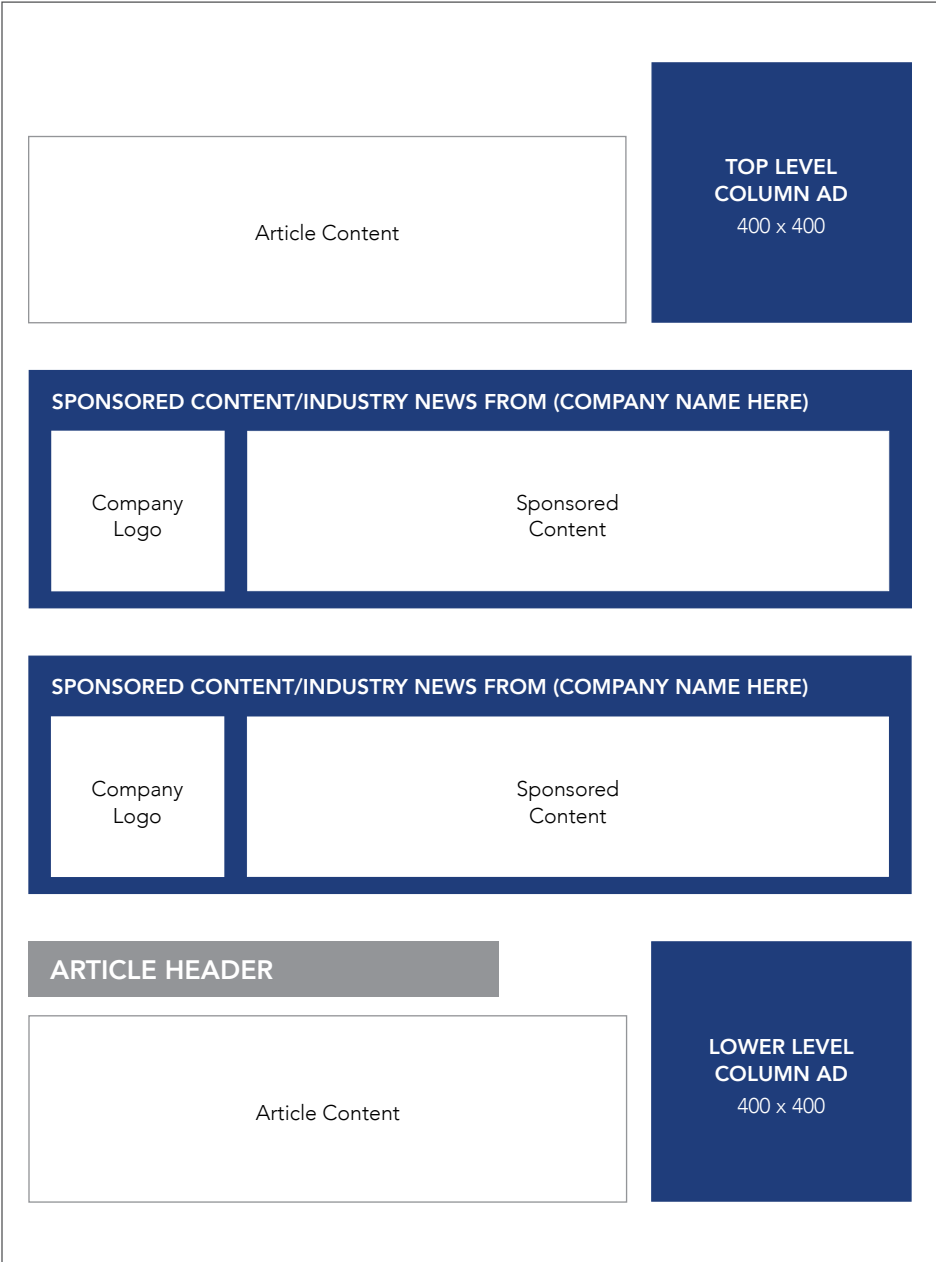 Article Content
TOP LEVEL
COLUMN AD
400 x 400
SPONSORED CONTENT/INDUSTRY NEWS FROM (COMPANY NAME HERE)
Company
Logo
Sponsored
Content
SPONSORED CONTENT/INDUSTRY NEWS FROM (COMPANY NAME HERE)
Company
Logo
Sponsored
Content
ARTICLE HEADER
Article Content
LOWER LEVEL
COLUMN AD
400 x 400